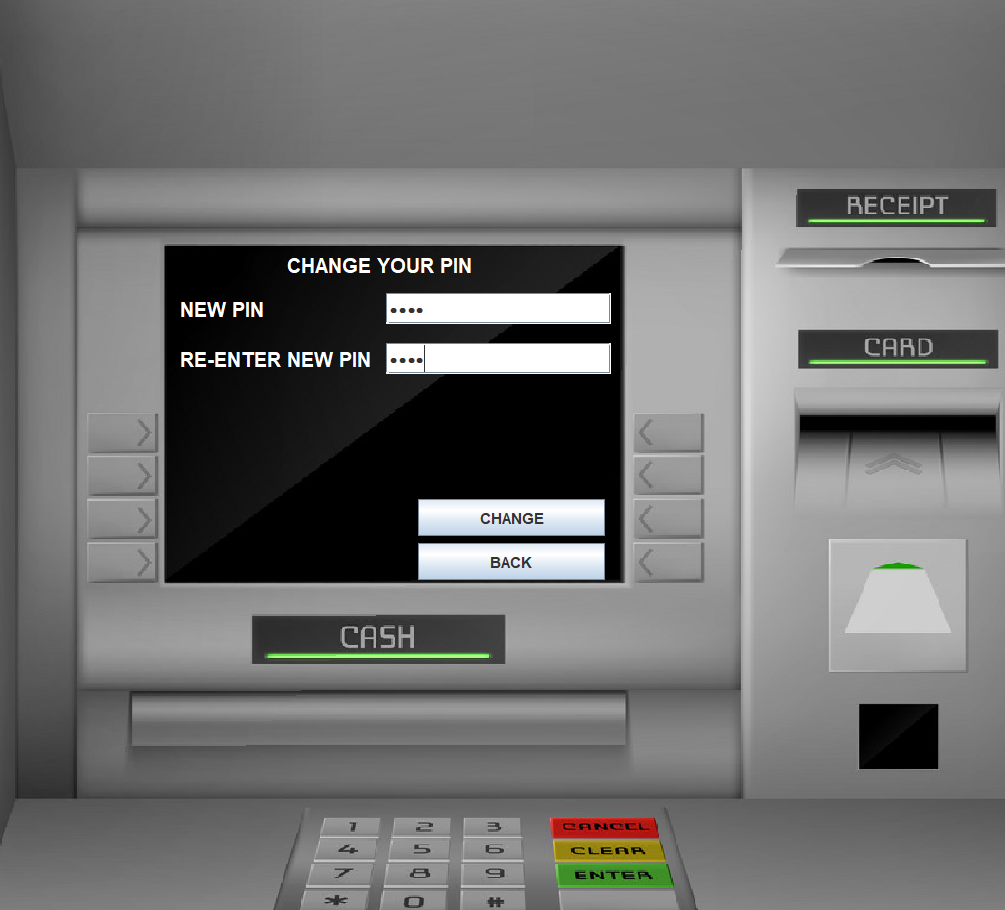 RECEIPT
CHANGE YOUR PIN
NEW PIN ••••
RE-ENTER NEW PIN ••••
CARD
CHANGE
BACK
CASH
1 2 3 CANCEL
4 5 6 CLEAR
7 8 9 ENTER
* 0 #